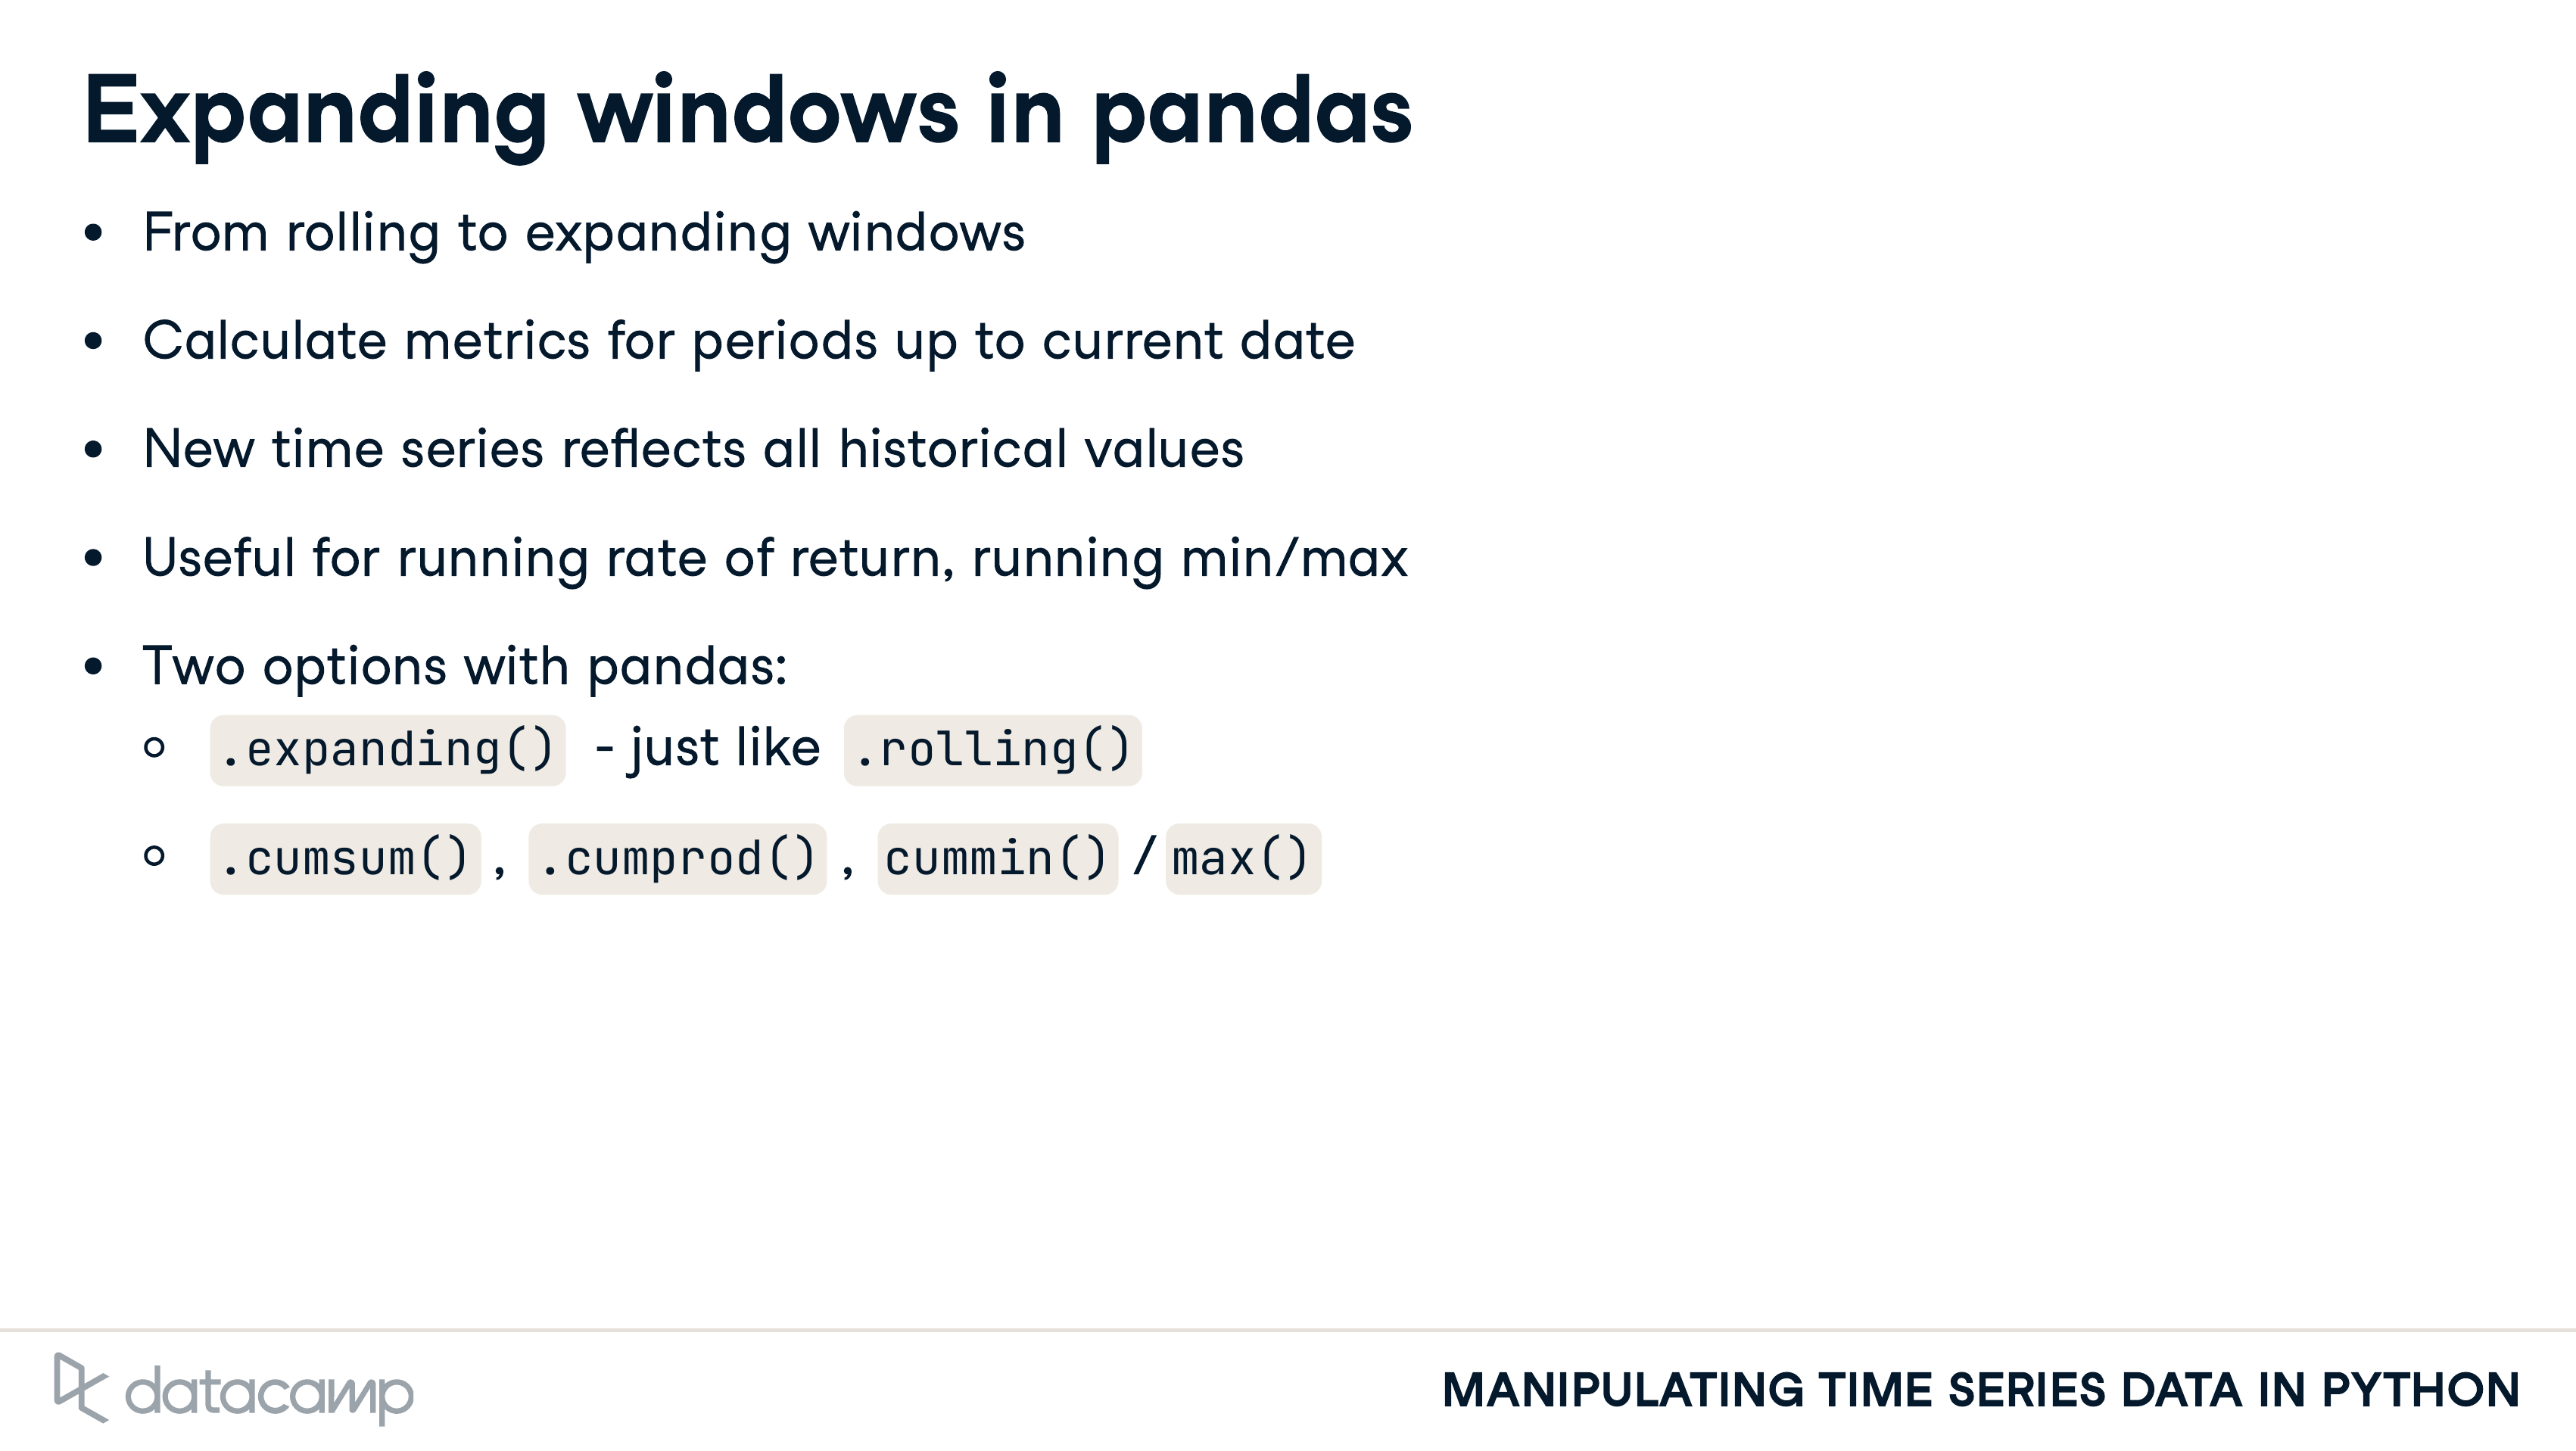 Expanding windows in pandas
• From rolling to expanding windows
• Calculate metrics for periods up to current date
• New time series reflects all historical values
• Useful for running rate of return, running min/max
• Two options with pandas:
○ .expanding() - just like .rolling()
○ .cumsum() , .cumprod() , cummin() / max()
datacamp
MANIPULATING TIME SERIES DATA IN PYTHON